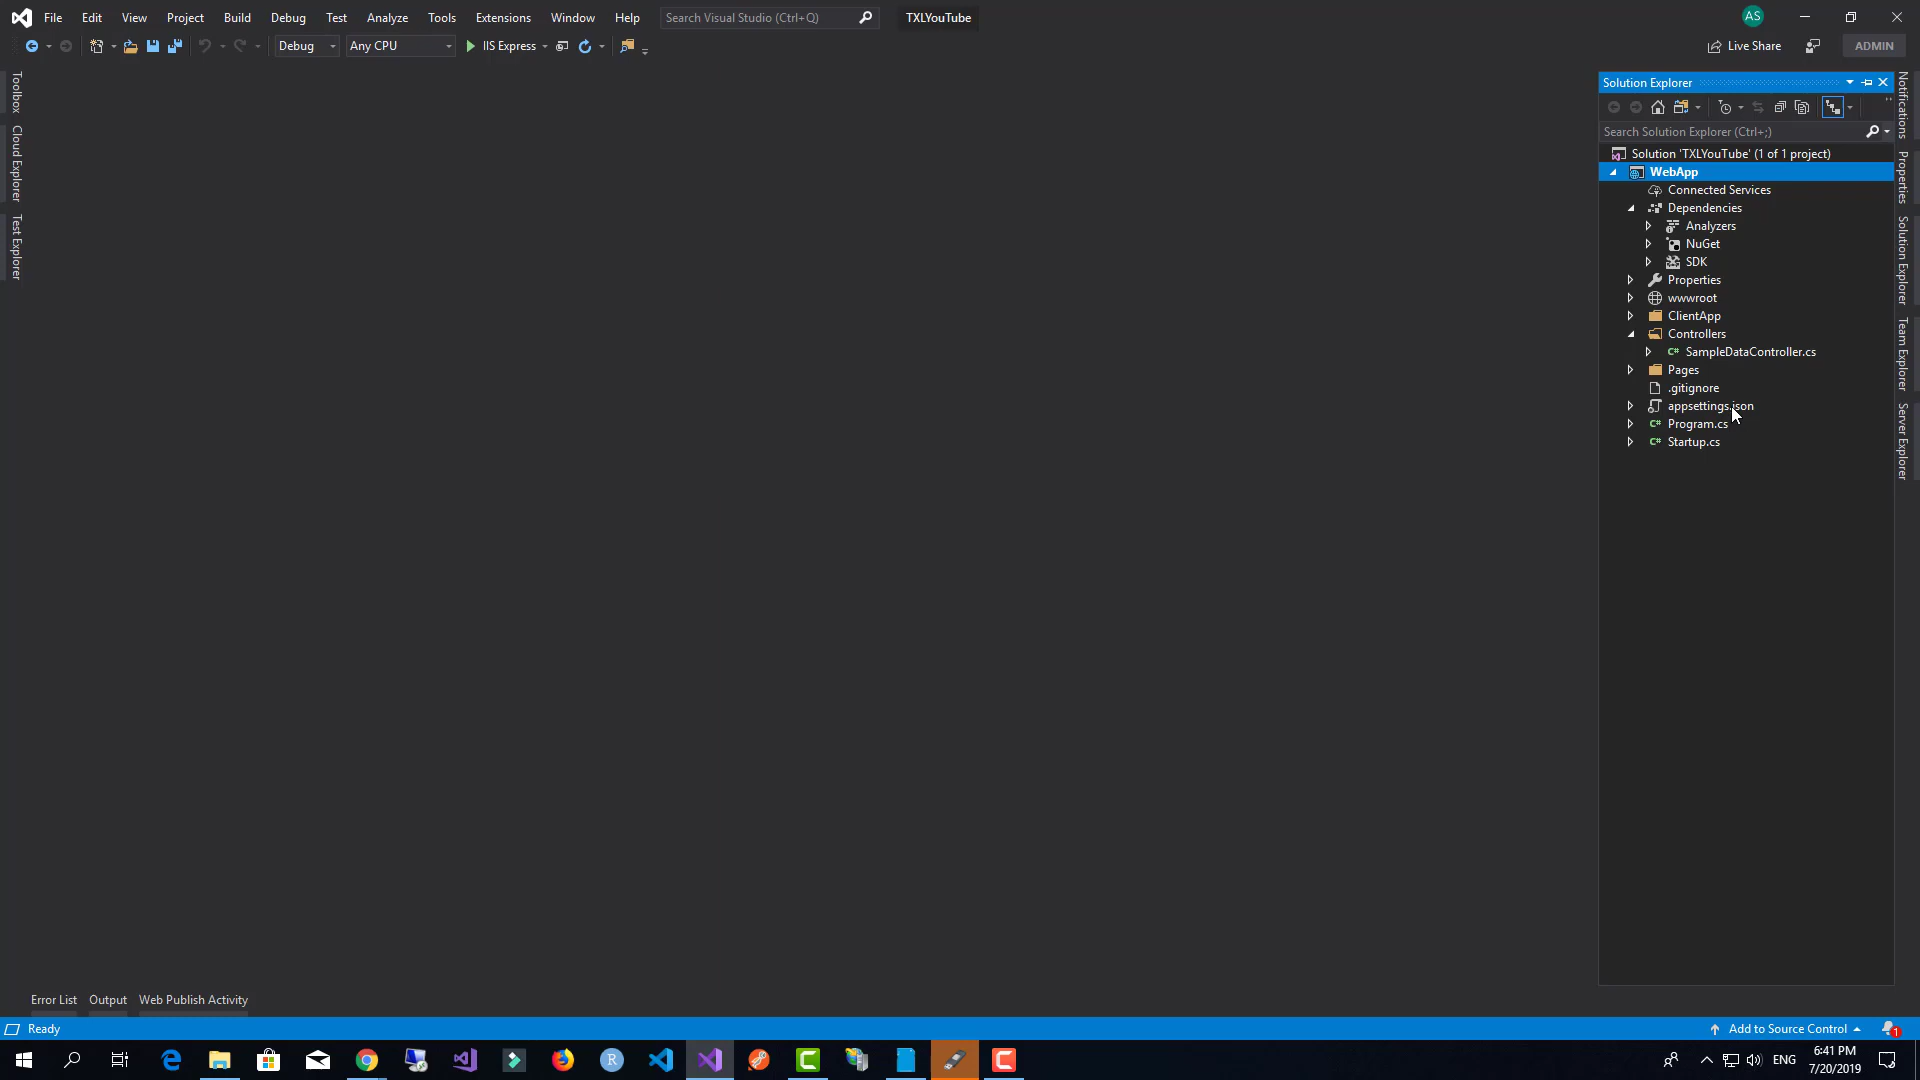 File Edit View Project Build Debug Test Analyze Tools Extensions Window Help Search Visual Studio (Ctrl+Q) TXLYouTube AS
Debug Any CPU IIS Express Live Share ADMIN
Toolbox
Cloud Explorer
Test Explorer
Solution Explorer
Search Solution Explorer (Ctrl+;)
Solution 'TXLYouTube' (1 of 1 project)
WebApp
Connected Services
Dependencies
Analyzers
NuGet
SDK
Properties
wwwroot
ClientApp
Controllers
C# SampleDataController.cs
Pages
.gitignore
appsettings.json
C# Program.cs
C# Startup.cs
Notifications
Properties
Solution Explorer
Team Explorer
Server Explorer
Error List Output Web Publish Activity
Ready Add to Source Control 1
R ENG 6:41 PM
7/20/2019